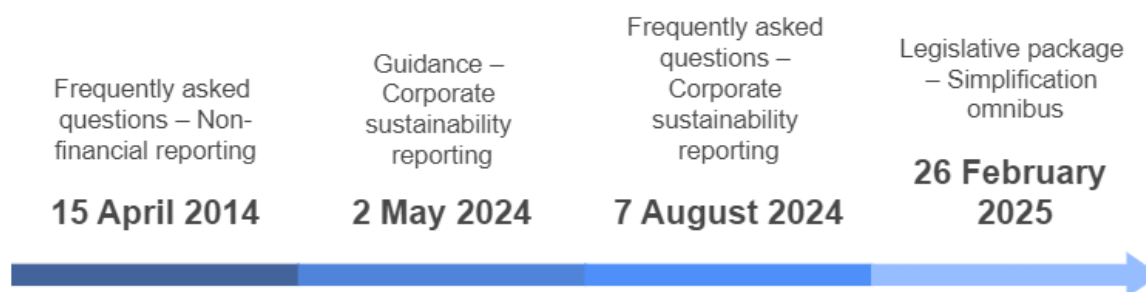 Frequently asked
questions – Non-
financial reporting
15 April 2014
Guidance –
Corporate
sustainability
reporting
2 May 2024
Frequently asked
questions –
Corporate
sustainability
reporting
7 August 2024
Legislative package
– Simplification
omnibus
26 February
2025